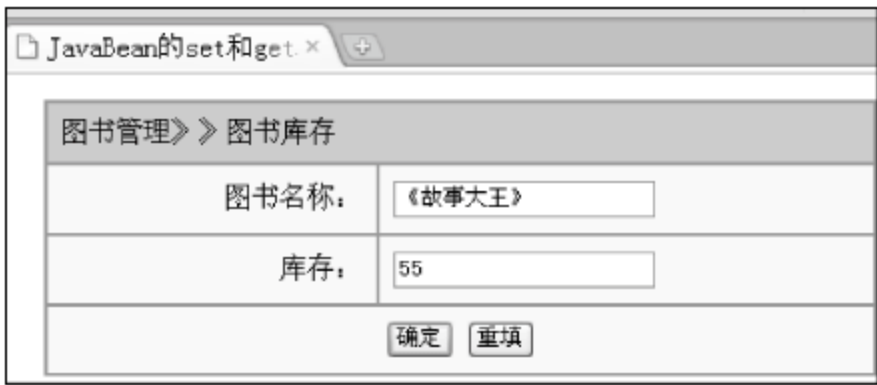 JavaBean的set和get.
图书管理》》图书库存
图书名称：
《故事大王》
库存：
55
确定 重填